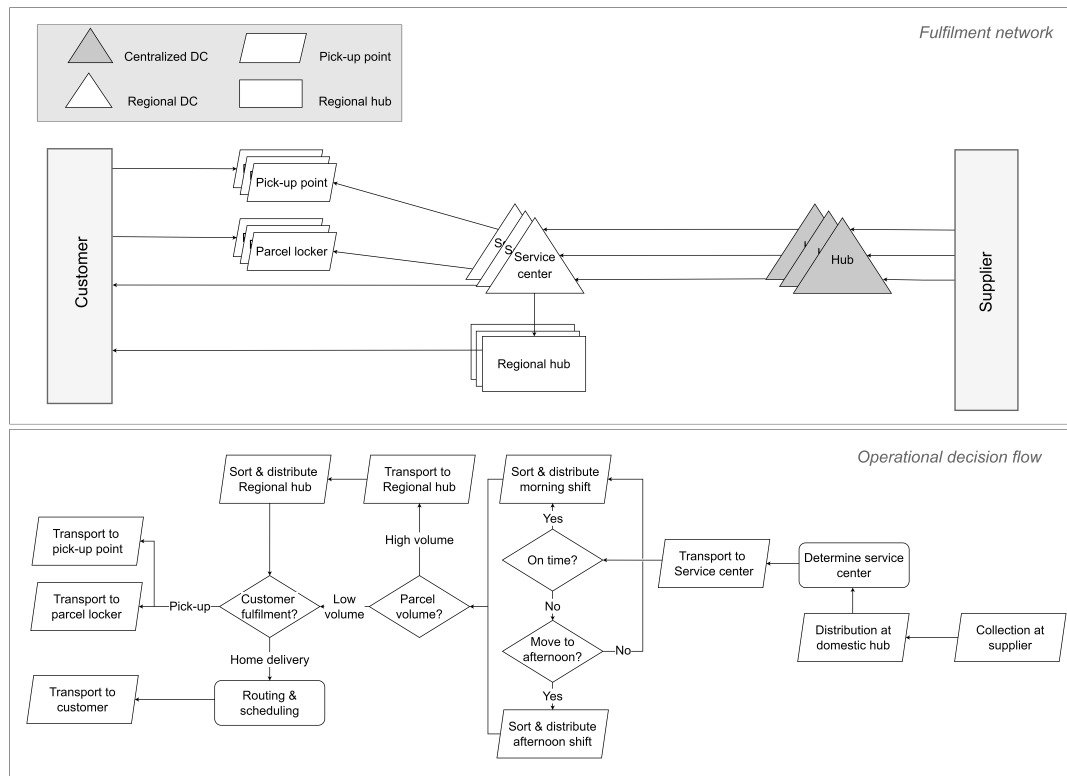 Fulfilment network
Centralized DC
Pick-up point
Regional DC
Regional hub
Customer
Pick-up point
Parcel locker
Service
center
Hub
Supplier
Regional hub
Operational decision flow
Sort & distribute
Regional hub
Transport to
Regional hub
Sort & distribute
morning shift
Yes
High volume
Transport to
pick-up point
On time?
Transport to
Service center
Determine service
center
Transport to
parcel locker
Pick-up
Customer
fulfilment?
Low
volume
Parcel
volume?
No
Move to
afternoon?
No
Distribution at
domestic hub
Collection at
supplier
Home delivery
Yes
Transport to
customer
Routing &
scheduling
Sort & distribute
afternoon shift